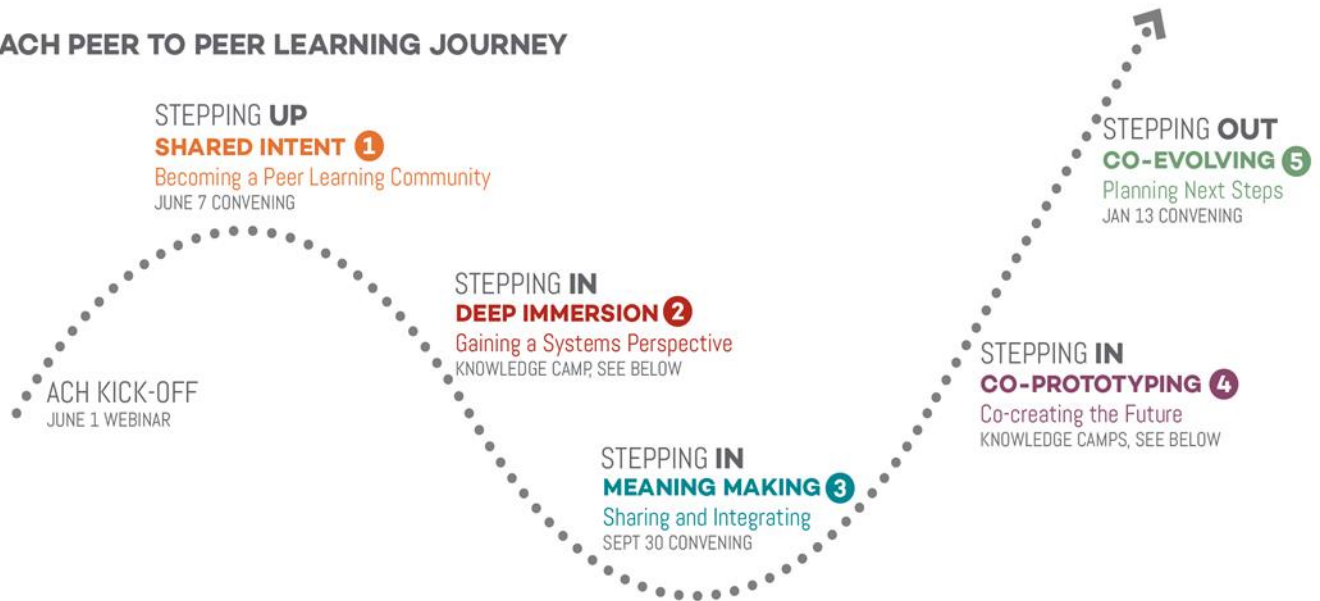 ACH PEER TO PEER LEARNING JOURNEY
STEPPING UP
SHARED INTENT 1
Becoming a Peer Learning Community
JUNE 7 CONVENING
STEPPING OUT
CO-EVOLVING 5
Planning Next Steps
JAN 13 CONVENING
STEPPING IN
DEEP IMMERSION 2
Gaining a Systems Perspective
KNOWLEDGE CAMP, SEE BELOW
STEPPING IN
CO-PROTOTYPING 4
Co-creating the Future
KNOWLEDGE CAMPS, SEE BELOW
ACH KICK-OFF
JUNE 1 WEBINAR
STEPPING IN
MEANING MAKING 3
Sharing and Integrating
SEPT 30 CONVENING